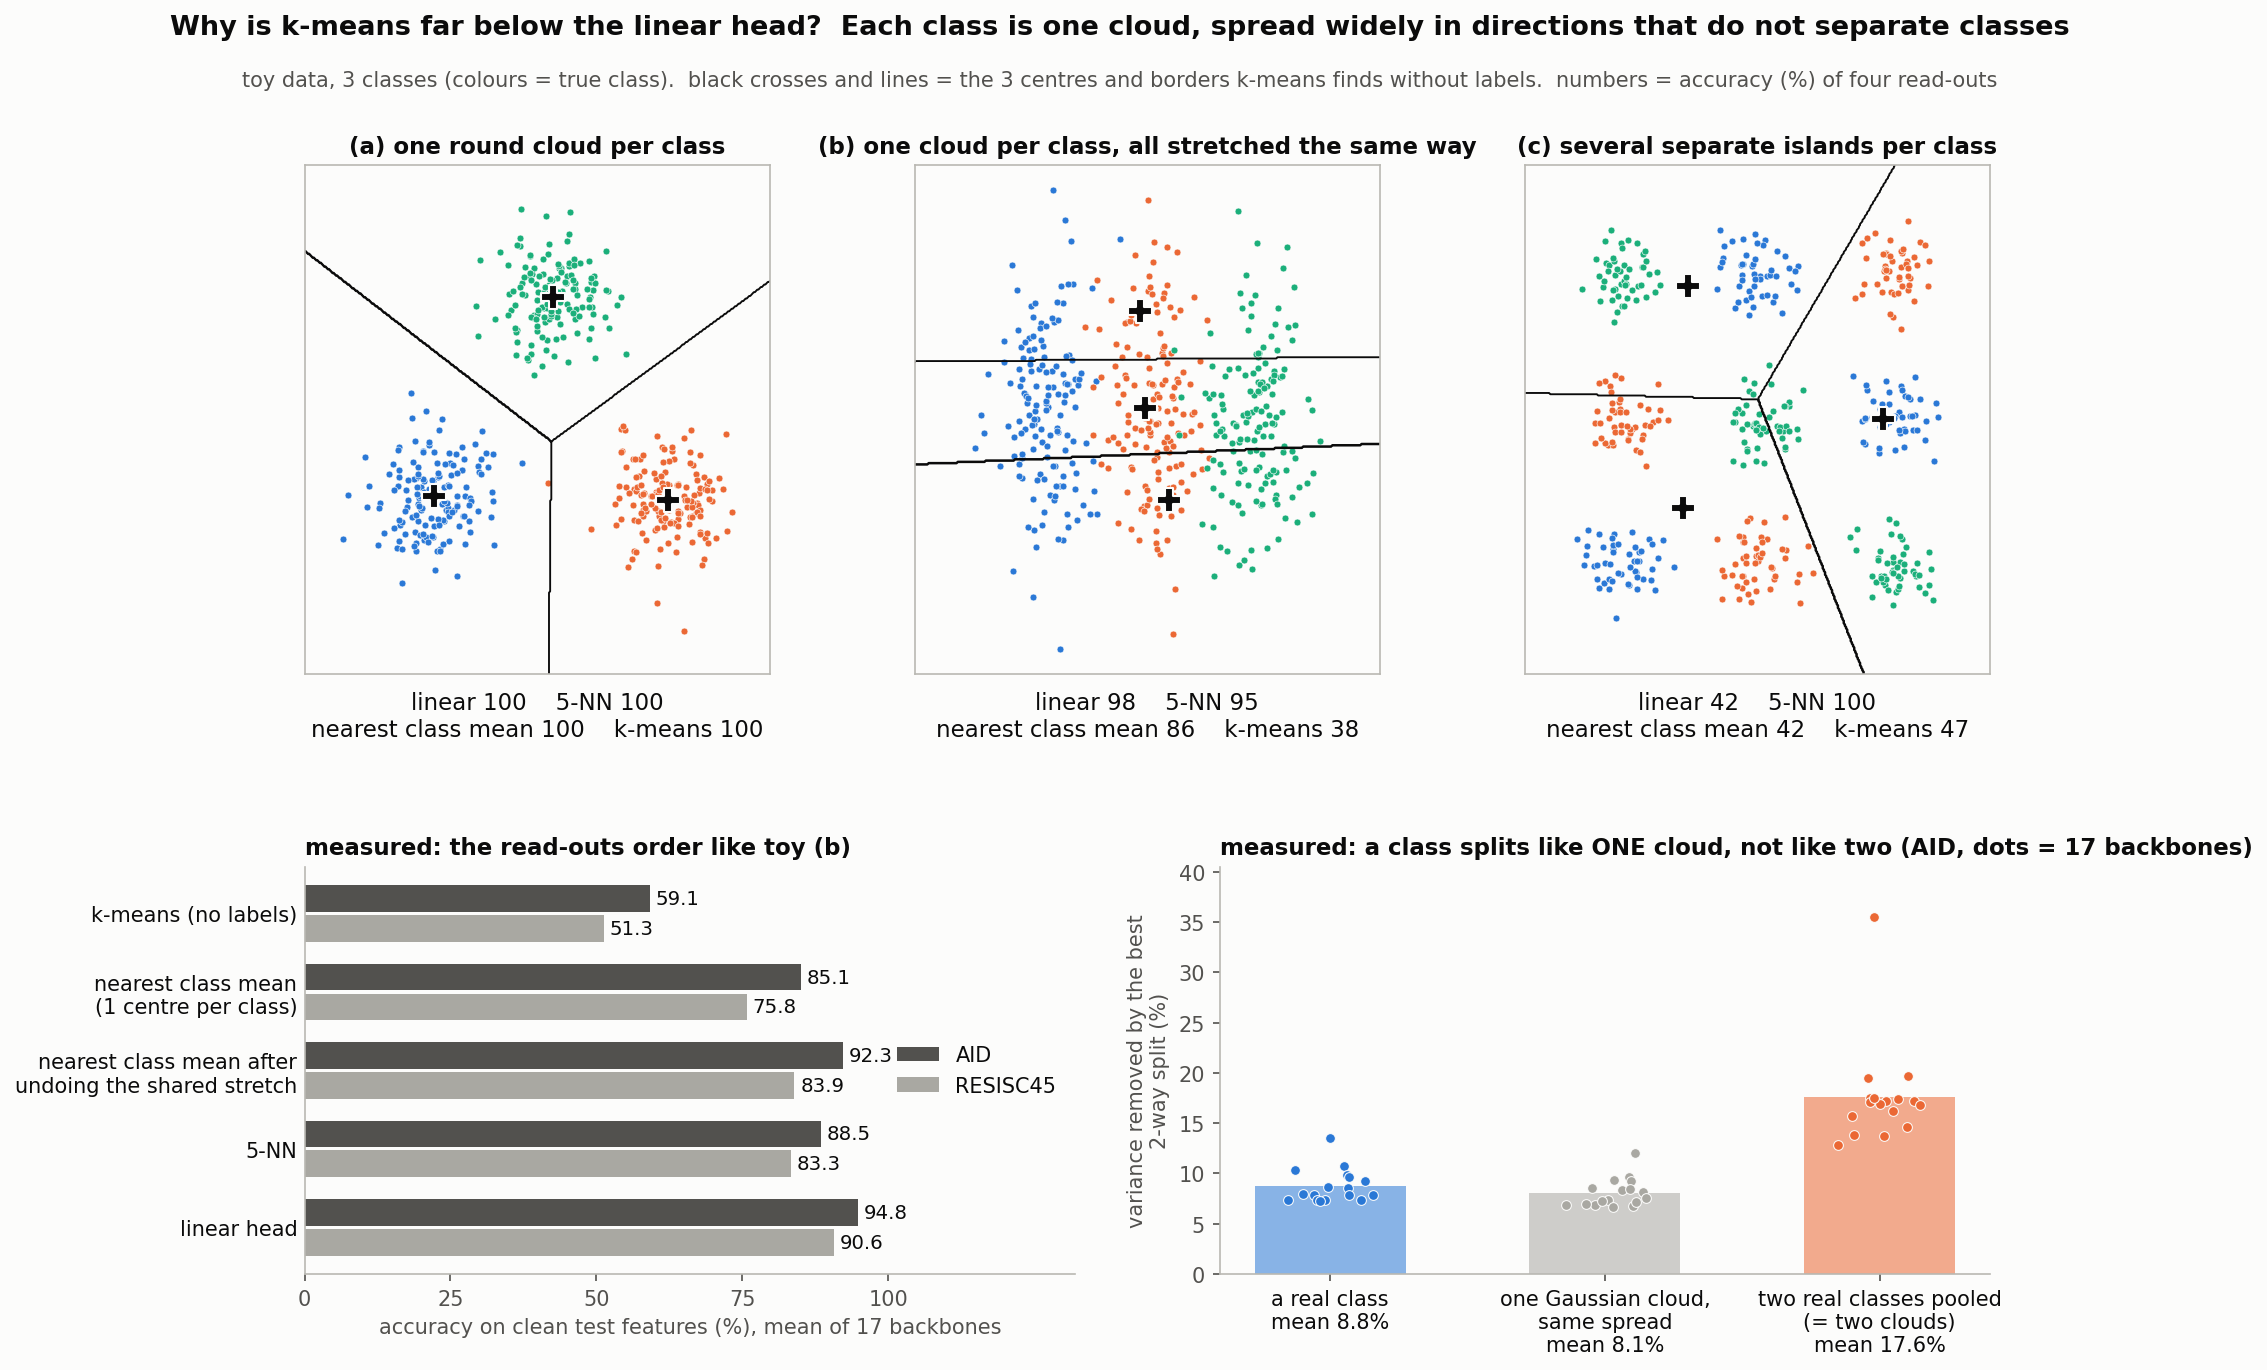 Why is k-means far below the linear head?  Each class is one cloud, spread widely in directions that do not separate classes
toy data, 3 classes (colours = true class).  black crosses and lines = the 3 centres and borders k-means finds without labels.  numbers = accuracy (%) of four read-outs
(a) one round cloud per class
linear 100    5-NN 100
nearest class mean 100    k-means 100
(b) one cloud per class, all stretched the same way
linear 98    5-NN 95
nearest class mean 86    k-means 38
(c) several separate islands per class
linear 42    5-NN 100
nearest class mean 42    k-means 47
measured: the read-outs order like toy (b)
k-means (no labels)
59.1
51.3
nearest class mean
(1 centre per class)
85.1
75.8
nearest class mean after
undoing the shared stretch
92.3
83.9
5-NN
88.5
83.3
linear head
94.8
90.6
AID
RESISC45
0 25 50 75 100
accuracy on clean test features (%), mean of 17 backbones
measured: a class splits like ONE cloud, not like two (AID, dots = 17 backbones)
variance removed by the best
2-way split (%)
40
35
30
25
20
15
10
5
0
a real class
mean 8.8%
one Gaussian cloud,
same spread
mean 8.1%
two real classes pooled
(= two clouds)
mean 17.6%